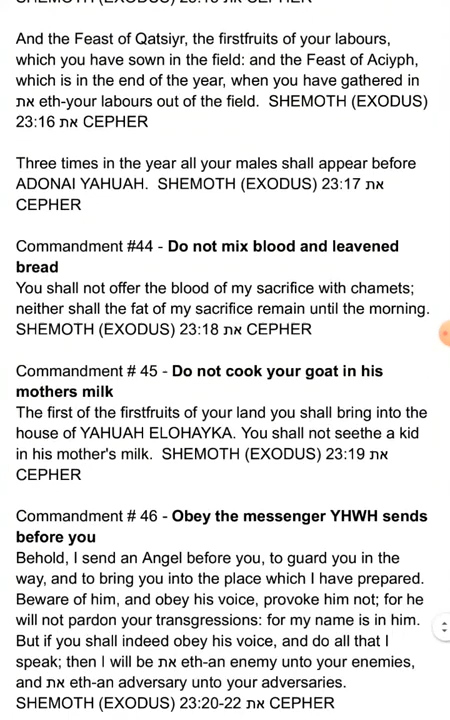 SHEMOTH (EXODUS) 23:15 את CEPHER
And the Feast of Qatsiyr, the firstfruits of your labours,
which you have sown in the field: and the Feast of Aciyph,
which is in the end of the year, when you have gathered in
את eth-your labours out of the field.  SHEMOTH (EXODUS)
23:16 את CEPHER
Three times in the year all your males shall appear before
ADONAI YAHUAH.  SHEMOTH (EXODUS) 23:17 את
CEPHER
Commandment #44 - Do not mix blood and leavened
bread
You shall not offer the blood of my sacrifice with chamets;
neither shall the fat of my sacrifice remain until the morning.
SHEMOTH (EXODUS) 23:18 את CEPHER
Commandment # 45 - Do not cook your goat in his
mothers milk
The first of the firstfruits of your land you shall bring into the
house of YAHUAH ELOHAYKA. You shall not seethe a kid
in his mother's milk.  SHEMOTH (EXODUS) 23:19 את
CEPHER
Commandment # 46 - Obey the messenger YHWH sends
before you
Behold, I send an Angel before you, to guard you in the
way, and to bring you into the place which I have prepared.
Beware of him, and obey his voice, provoke him not; for he
will not pardon your transgressions: for my name is in him.
But if you shall indeed obey his voice, and do all that I
speak; then I will be את eth-an enemy unto your enemies,
and את eth-an adversary unto your adversaries.
SHEMOTH (EXODUS) 23:20-22 את CEPHER